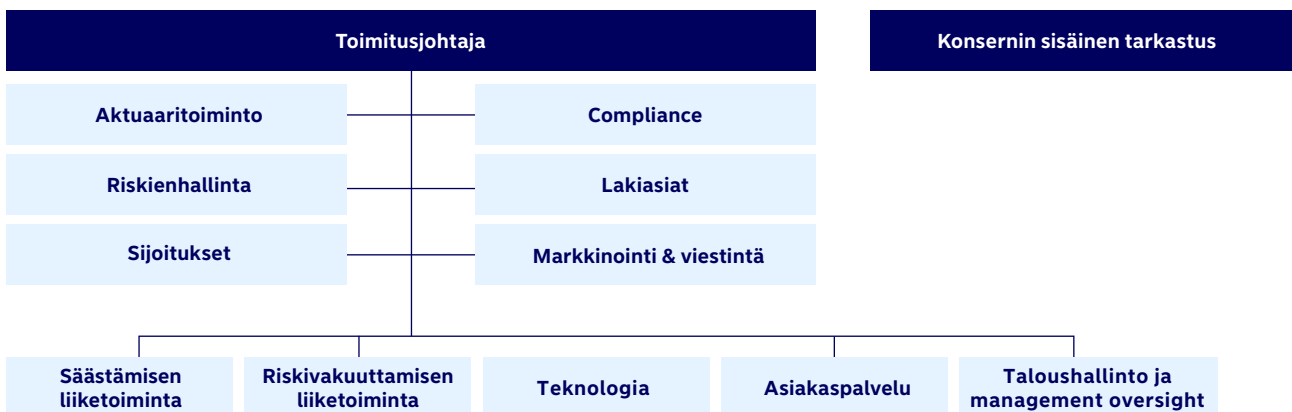 Toimitusjohtaja
Konsernin sisäinen tarkastus
Aktuaaritoiminto
Compliance
Riskienhallinta
Lakiasiat
Sijoitukset
Markkinointi & viestintä
Säästämisen
liiketoiminta
Riskivakuuttamisen
liiketoiminta
Teknologia
Asiakaspalvelu
Taloushallinto ja
management oversight